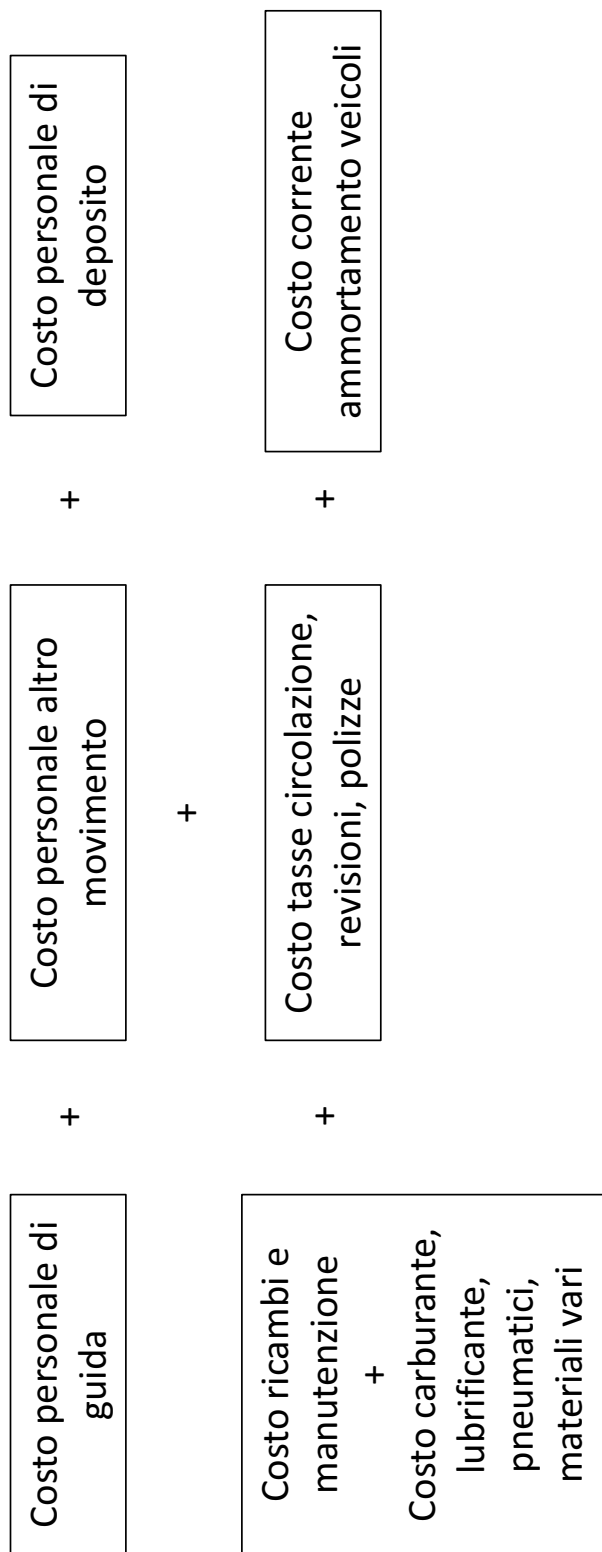 Costo personale di
guida
+
Costo personale altro
movimento
+
Costo personale di
deposito
+
Costo ricambi e
manutenzione
+
Costo carburante,
lubrificante,
pneumatici,
materiali vari
+
Costo tasse circolazione,
revisioni, polizze
+
Costo corrente
ammortamento veicoli